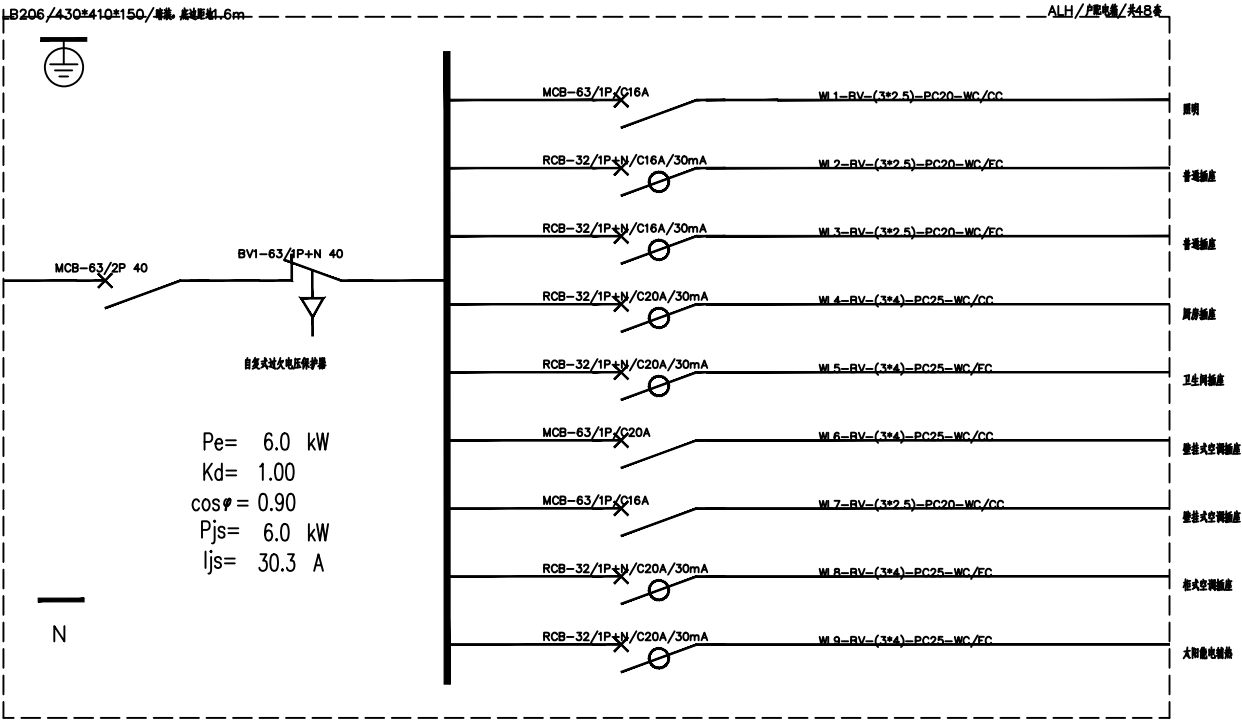 LB206/430*410*150/暗装，底边距地1.6m
ALH/户配电箱/共48套
MCB-63/1P/C16A
WL1-BV-(3*2.5)-PC20-WC/CC
照明
RCB-32/1P+N/C16A/30mA
WL2-BV-(3*2.5)-PC20-WC/FC
普通插座
RCB-32/1P+N/C16A/30mA
WL3-BV-(3*2.5)-PC20-WC/FC
普通插座
MCB-63/2P 40
BV1-63/1P+N 40
自复式过欠电压保护器
RCB-32/1P+N/C20A/30mA
WL4-BV-(3*4)-PC25-WC/CC
厨房插座
RCB-32/1P+N/C20A/30mA
WL5-BV-(3*4)-PC25-WC/FC
卫生间插座
MCB-63/1P/C20A
WL6-BV-(3*4)-PC25-WC/CC
壁挂式空调插座
MCB-63/1P/C16A
WL7-BV-(3*2.5)-PC20-WC/CC
壁挂式空调插座
RCB-32/1P+N/C20A/30mA
WL8-BV-(3*4)-PC25-WC/FC
柜式空调插座
RCB-32/1P+N/C20A/30mA
WL9-BV-(3*4)-PC25-WC/FC
太阳能电辅热
Pe= 6.0 kW
Kd= 1.00
cosφ= 0.90
Pjs= 6.0 kW
Ijs= 30.3 A
N